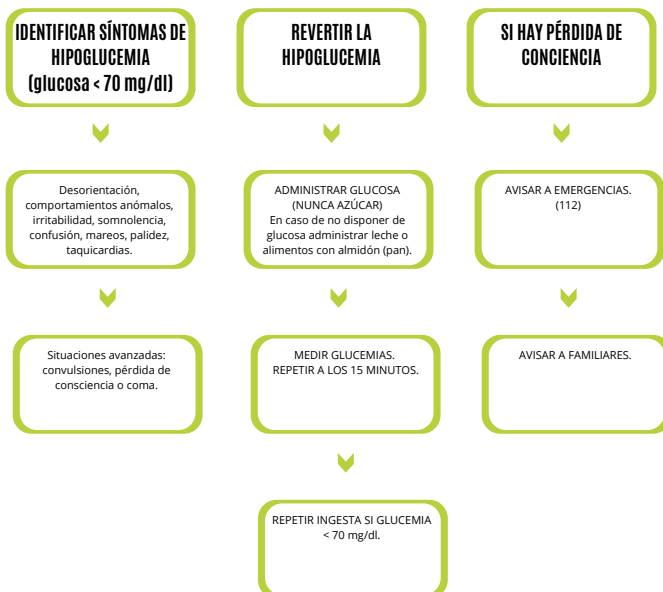 IDENTIFICAR SÍNTOMAS DE
HIPOGLUCEMIA
(glucosa < 70 mg/dl)
Desorientación,
comportamientos anómalos,
irritabilidad, somnolencia,
confusión, mareos, palidez,
taquicardias.
Situaciones avanzadas:
convulsiones, pérdida de
consciencia o coma.
REVERTIR LA
HIPOGLUCEMIA
ADMINISTRAR GLUCOSA
(NUNCA AZÚCAR)
En caso de no disponer de
glucosa administrar leche o
alimentos con almidón (pan).
MEDIR GLUCEMIAS.
REPETIR A LOS 15 MINUTOS.
REPETIR INGESTA SI GLUCEMIA
< 70 mg/dl.
SI HAY PÉRDIDA DE
CONCIENCIA
AVISAR A EMERGENCIAS.
(112)
AVISAR A FAMILIARES.